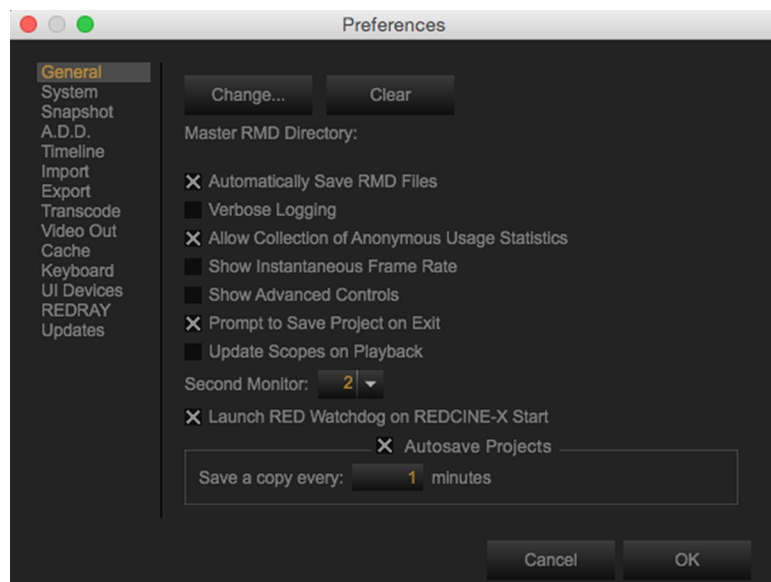 Preferences
General
System
Snapshot
A.D.D.
Timeline
Import
Export
Transcode
Video Out
Cache
Keyboard
UI Devices
REDRAY
Updates
Change... Clear
Master RMD Directory:
Automatically Save RMD Files
Verbose Logging
Allow Collection of Anonymous Usage Statistics
Show Instantaneous Frame Rate
Show Advanced Controls
Prompt to Save Project on Exit
Update Scopes on Playback
Second Monitor: 2
Launch RED Watchdog on REDCINE-X Start
Autosave Projects
Save a copy every: 1 minutes
Cancel OK